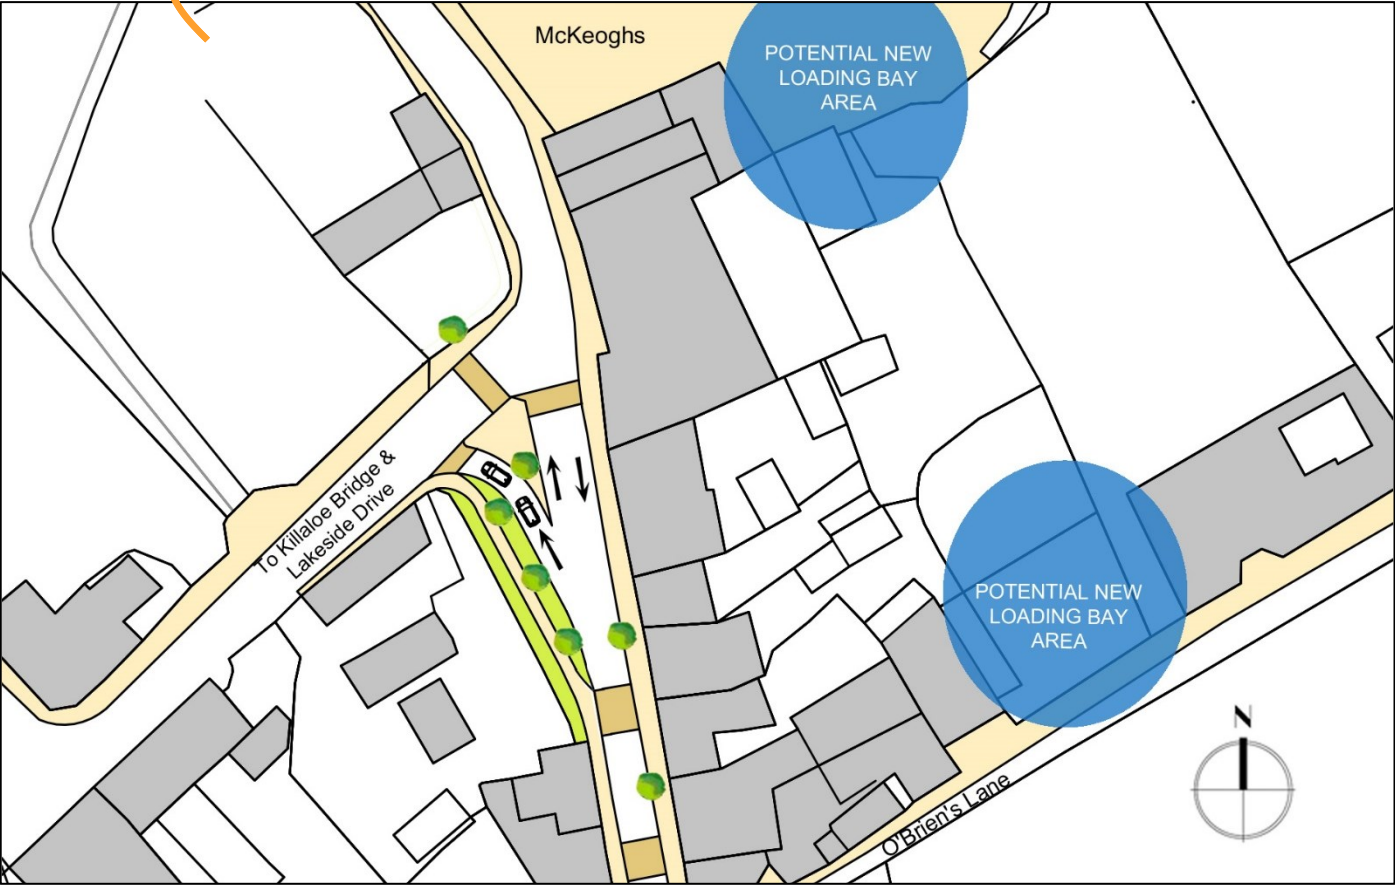 McKeoghs
POTENTIAL NEW
LOADING BAY
AREA
To Killaloe Bridge &
Lakeside Drive
POTENTIAL NEW
LOADING BAY
AREA
N
O'Brien's Lane